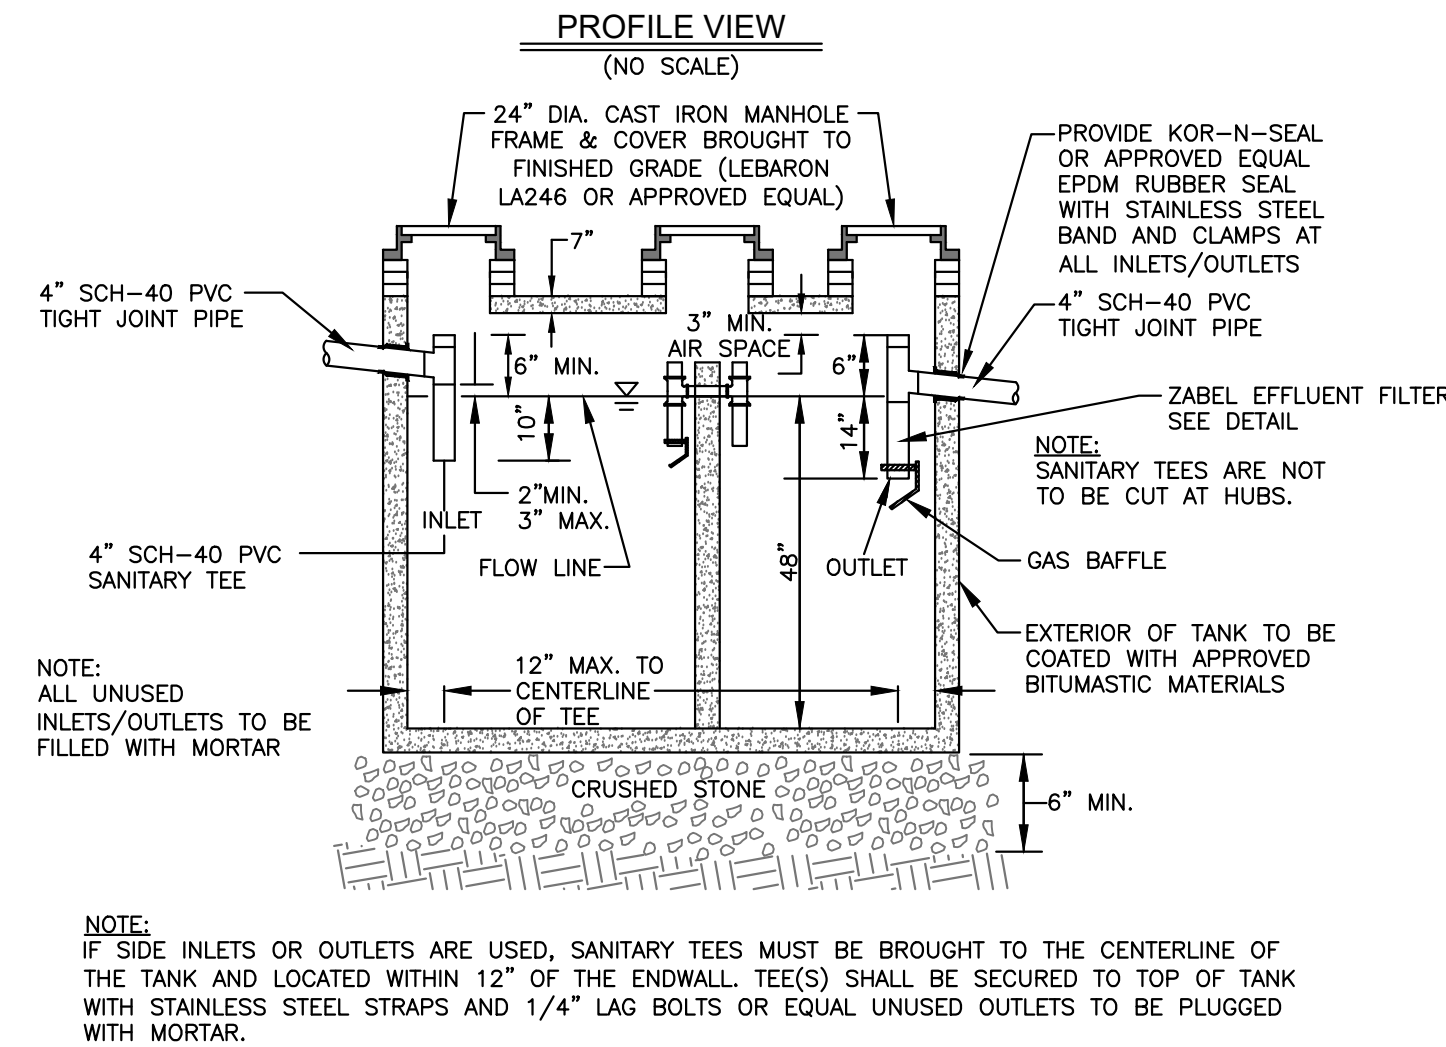 PROFILE VIEW
(NO SCALE)
24" DIA. CAST IRON MANHOLE
FRAME & COVER BROUGHT TO
FINISHED GRADE (LEBARON
LA246 OR APPROVED EQUAL)
PROVIDE KOR-N-SEAL
OR APPROVED EQUAL
EPDM RUBBER SEAL
WITH STAINLESS STEEL
BAND AND CLAMPS AT
ALL INLETS/OUTLETS
7"
4" SCH-40 PVC
TIGHT JOINT PIPE
4" SCH-40 PVC
TIGHT JOINT PIPE
3" MIN.
AIR SPACE
6" MIN.
6"
10"
14"
ZABEL EFFLUENT FILTER
SEE DETAIL
NOTE:
SANITARY TEES ARE NOT
TO BE CUT AT HUBS.
2"MIN.
3" MAX.
INLET
4" SCH-40 PVC
SANITARY TEE
FLOW LINE
48"
OUTLET
GAS BAFFLE
EXTERIOR OF TANK TO BE
COATED WITH APPROVED
BITUMASTIC MATERIALS
NOTE:
ALL UNUSED
INLETS/OUTLETS TO BE
FILLED WITH MORTAR
12" MAX. TO
CENTERLINE
OF TEE
CRUSHED STONE
6" MIN.
NOTE:
IF SIDE INLETS OR OUTLETS ARE USED, SANITARY TEES MUST BE BROUGHT TO THE CENTERLINE OF
THE TANK AND LOCATED WITHIN 12" OF THE ENDWALL. TEE(S) SHALL BE SECURED TO TOP OF TANK
WITH STAINLESS STEEL STRAPS AND 1/4" LAG BOLTS OR EQUAL UNUSED OUTLETS TO BE PLUGGED
WITH MORTAR.